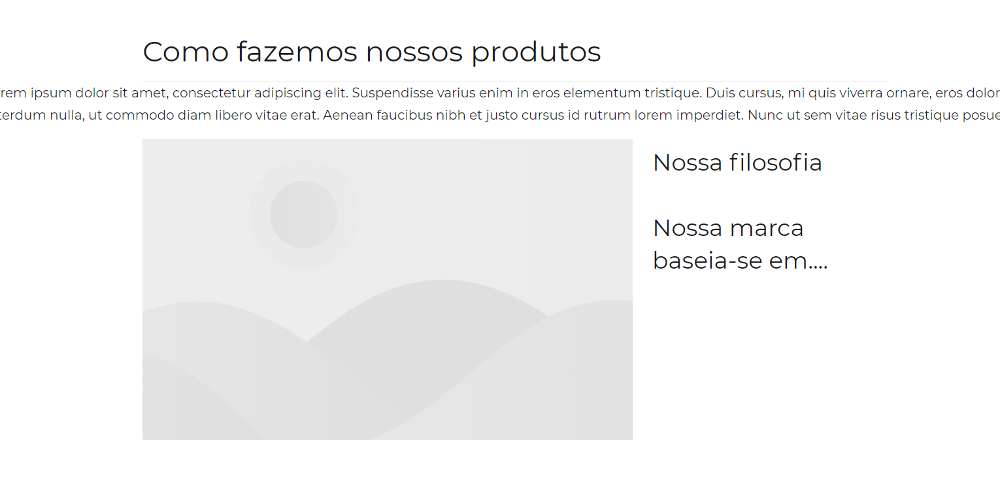 Como fazemos nossos produtos
rem ipsum dolor sit amet, consectetur adipiscing elit. Suspendisse varius enim in eros elementum tristique. Duis cursus, mi quis viverra ornare, eros dolor
terdum nulla, ut commodo diam libero vitae erat. Aenean faucibus nibh et justo cursus id rutrum lorem imperdiet. Nunc ut sem vitae risus tristique posue
Nossa filosofia
Nossa marca
baseia-se em....